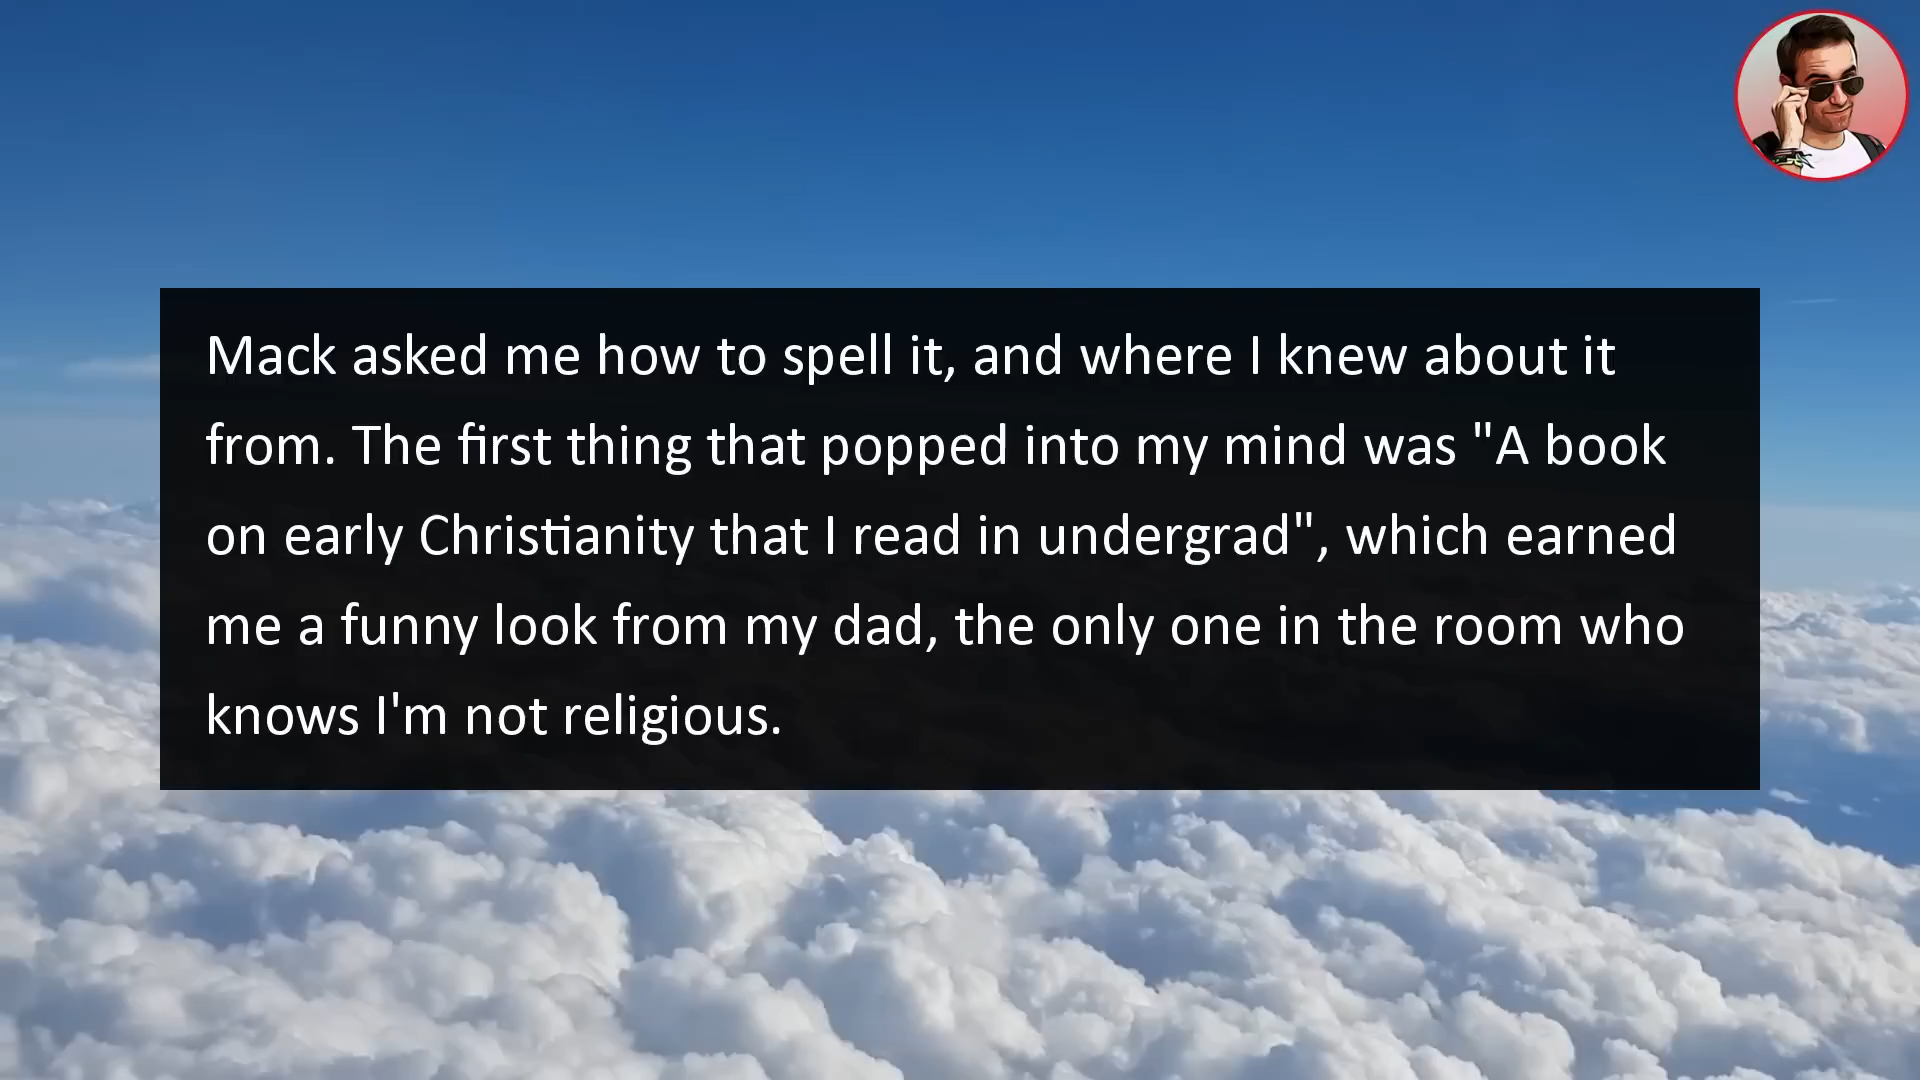 Mack asked me how to spell it, and where I knew about it
from. The first thing that popped into my mind was "A book
on early Christianity that I read in undergrad", which earned
me a funny look from my dad, the only one in the room who
knows I'm not religious.